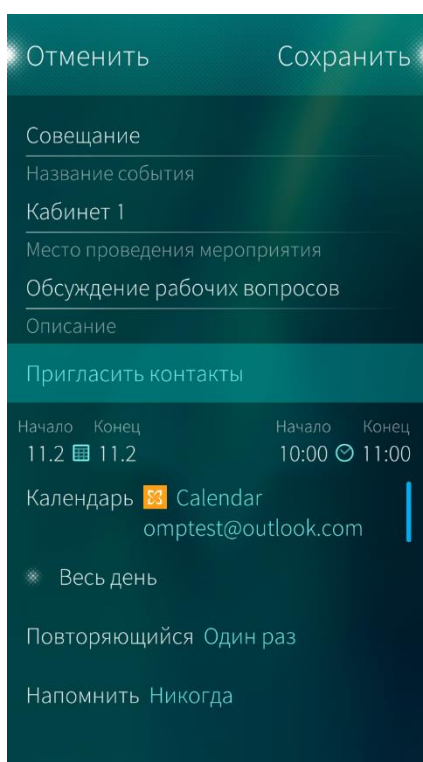 Отменить Сохранить
Совещание
Название события
Кабинет 1
Место проведения мероприятия
Обсуждение рабочих вопросов
Описание
Пригласить контакты
Начало Конец Начало Конец
11.2 11.2 10:00 11:00
Календарь Calendar
omptest@outlook.com
Весь день
Повторяющийся Один раз
Напомнить Никогда